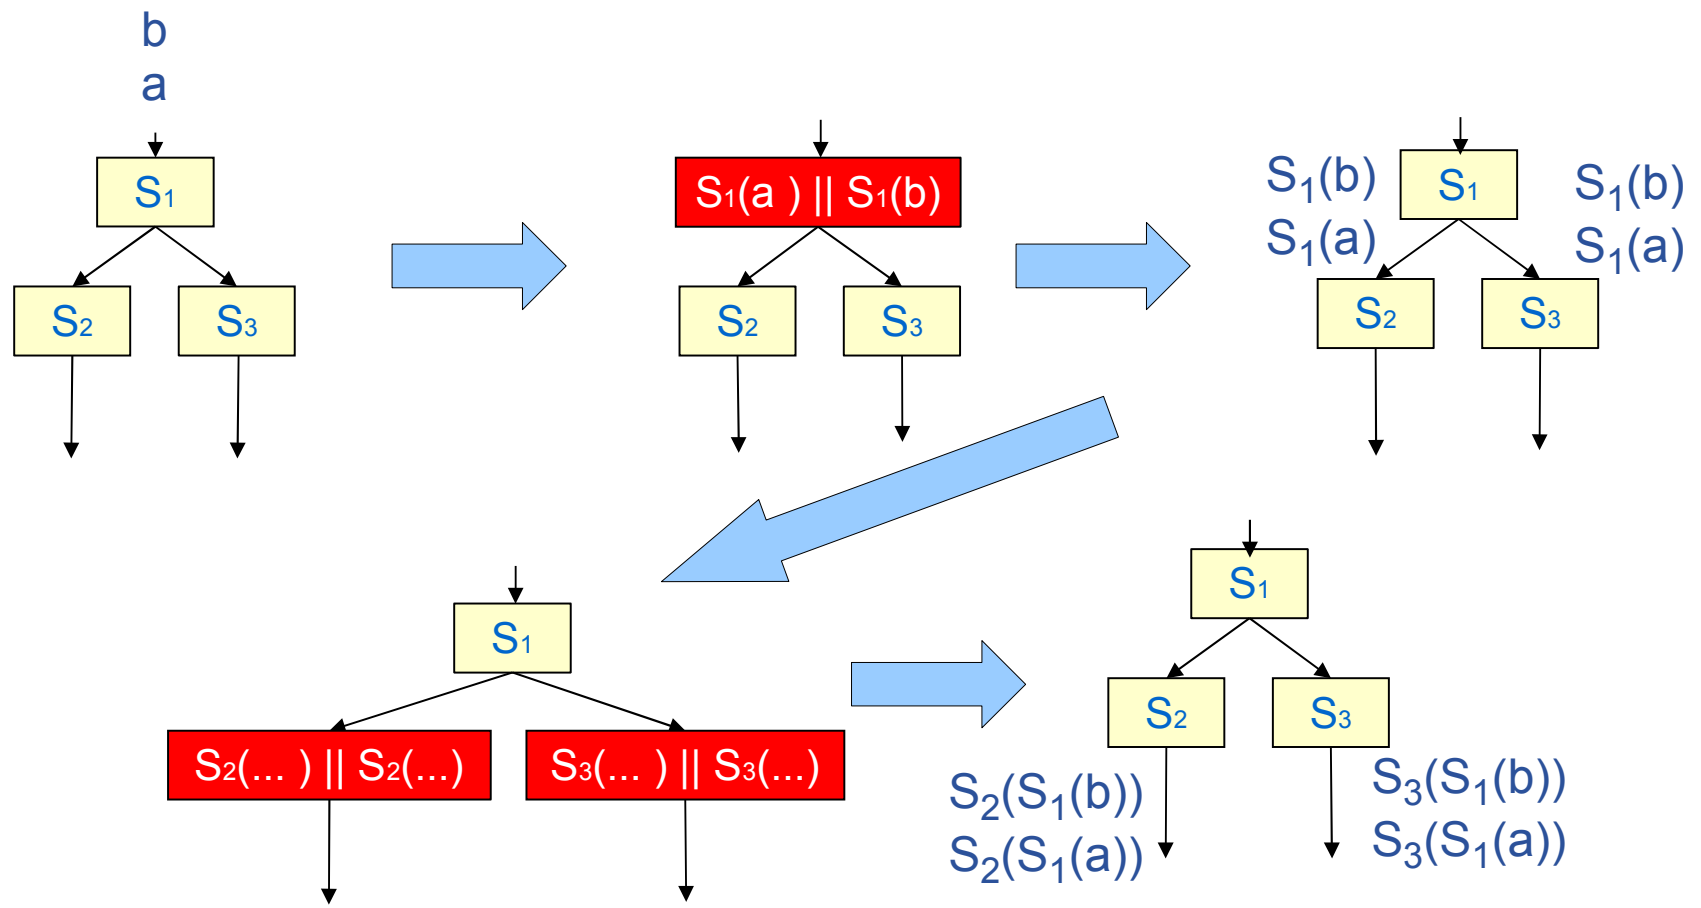 b
a
S1
S2
S3
S1(a ) || S1(b)
S2
S3
S1(b)
S1(a)
S1
S1(b)
S1(a)
S2
S3
S1
S2(... ) || S2(...)
S3(... ) || S3(...)
S1
S2
S3
S2(S1(b))
S2(S1(a))
S3(S1(b))
S3(S1(a))